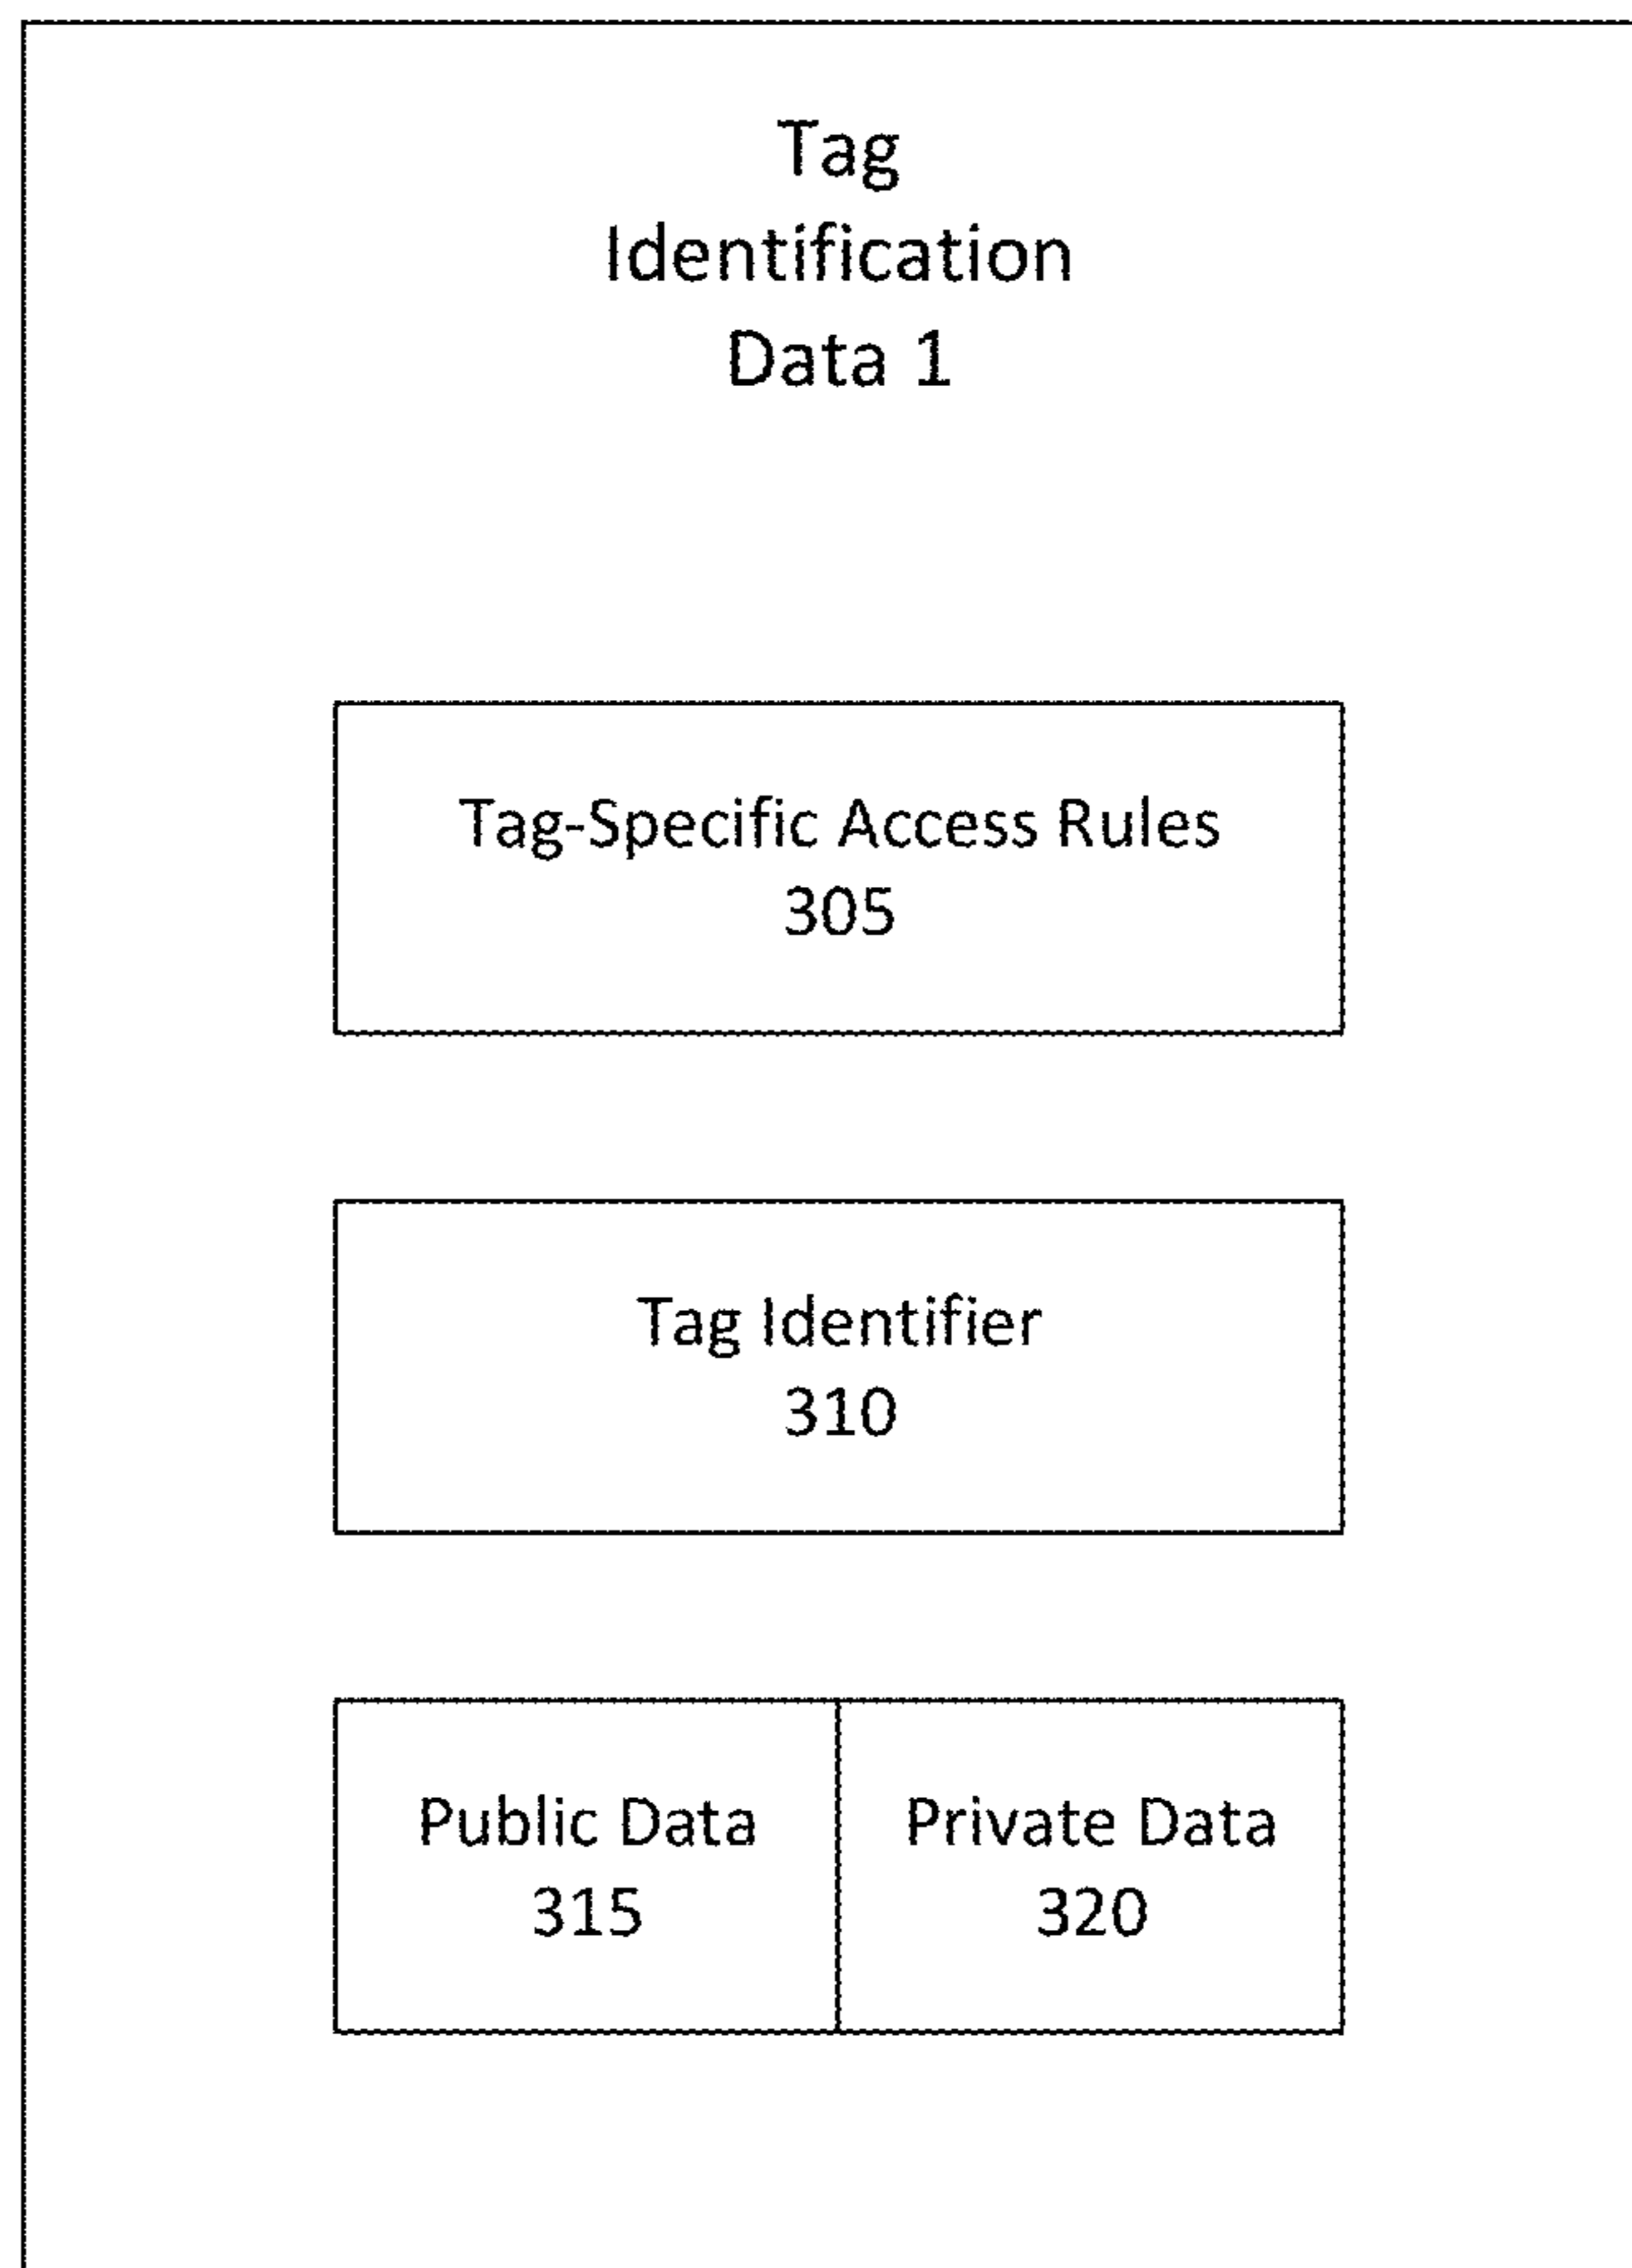 Tag
Identification
Data 1
Tag-Specific Access Rules
305
Tag Identifier
310
Public Data
315
Private Data
320